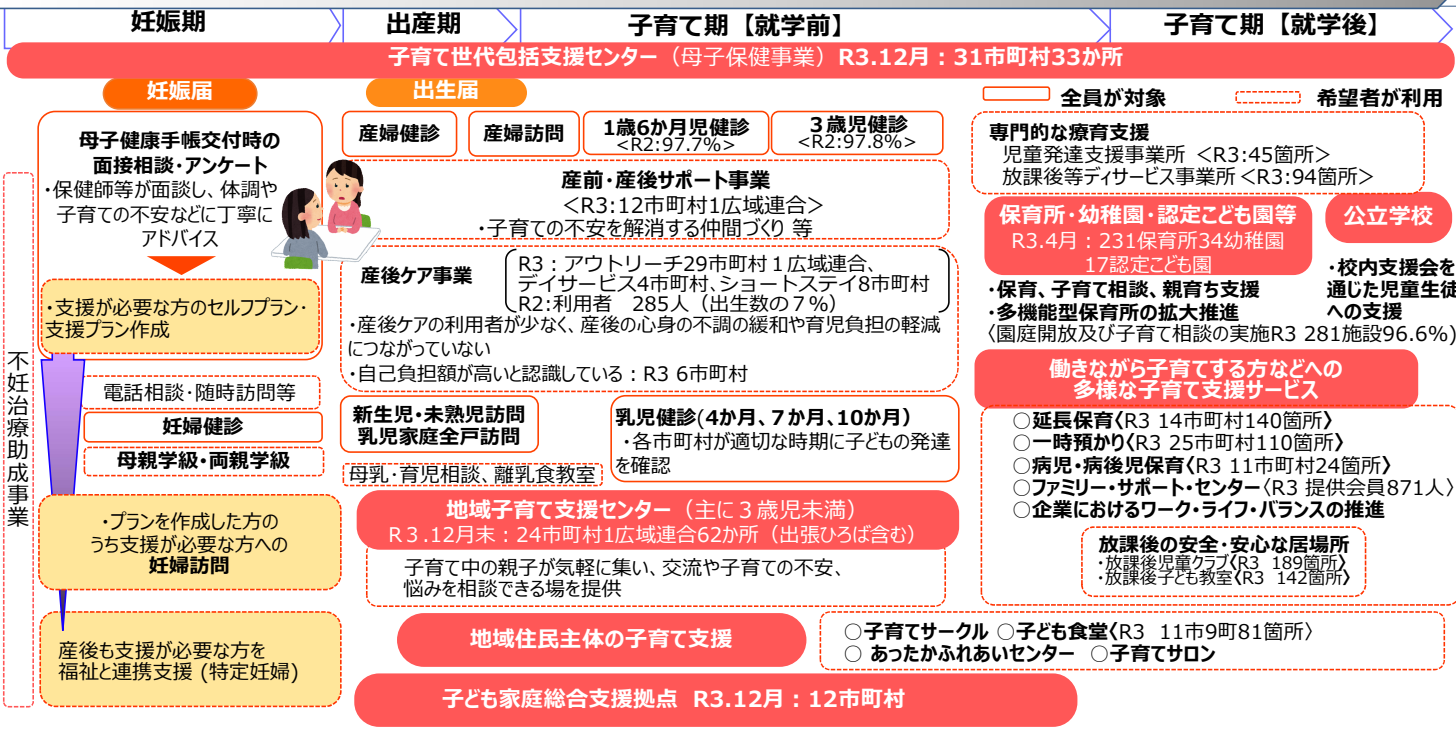 妊娠期
出産期
子育て期【就学前】
子育て期【就学後】
子育て世代包括支援センター（母子保健事業）R3.12月：31市町村33か所
妊娠届
出生届
全員が対象
希望者が利用
母子健康手帳交付時の
面接相談・アンケート
・保健師等が面談し、体調や
子育ての不安などに丁寧に
アドバイス
・支援が必要な方のセルフプラン・
支援プラン作成
不妊治療助成事業
電話相談・随時訪問等
妊婦健診
母親学級・両親学級
・プランを作成した方の
うち支援が必要な方への
妊婦訪問
産後も支援が必要な方を
福祉と連携支援 (特定妊婦)
産婦健診
産婦訪問
1歳6か月児健診
<R2:97.7%>
３歳児健診
<R2:97.8%>
産前・産後サポート事業
<R3:12市町村1広域連合>
・子育ての不安を解消する仲間づくり 等
産後ケア事業
R3：アウトリーチ29市町村１広域連合、
デイサービス4市町村、ショートステイ8市町村
R2:利用者　285人（出生数の７％）
・産後ケアの利用者が少なく、産後の心身の不調の緩和や育児負担の軽減
につながっていない
・自己負担額が高いと認識している：R3 6市町村
新生児・未熟児訪問
乳児家庭全戸訪問
母乳・育児相談、離乳食教室
乳児健診(4か月、７か月、10か月）
・各市町村が適切な時期に子どもの発達
を確認
地域子育て支援センター（主に３歳児未満）
R３.12月末：24市町村1広域連合62か所（出張ひろば含む）
子育て中の親子が気軽に集い、交流や子育ての不安、
悩みを相談できる場を提供
地域住民主体の子育て支援
○子育てサークル ○子ども食堂〈R3 11市9町81箇所〉
○ あったかふれあいセンター ○子育てサロン
子ども家庭総合支援拠点 R3.12月：12市町村
専門的な療育支援
児童発達支援事業所 <R3:45箇所>
放課後等ディサービス事業所<R3:94箇所>
保育所・幼稚園・認定こども園等
R3.4月：231保育所34幼稚園
17認定こども園
公立学校
・保育、子育て相談、親育ち支援
・多機能型保育所の拡大推進
〈園庭開放及び子育て相談の実施R3 281施設96.6%)
・校内支援会を
通じた児童生徒
への支援
働きながら子育てする方などへの
多様な子育て支援サービス
○延長保育〈R3 14市町村140箇所〉
○一時預かり〈R3 25市町村110箇所〉
○病児・病後児保育〈R3 11市町村24箇所〉
○ファミリー・サポート・センター〈R3 提供会員871人〉
○企業におけるワーク・ライフ・バランスの推進
放課後の安全・安心な居場所
・放課後児童クラブ〈R3 189箇所〉
・放課後子ども教室〈R3 142箇所〉